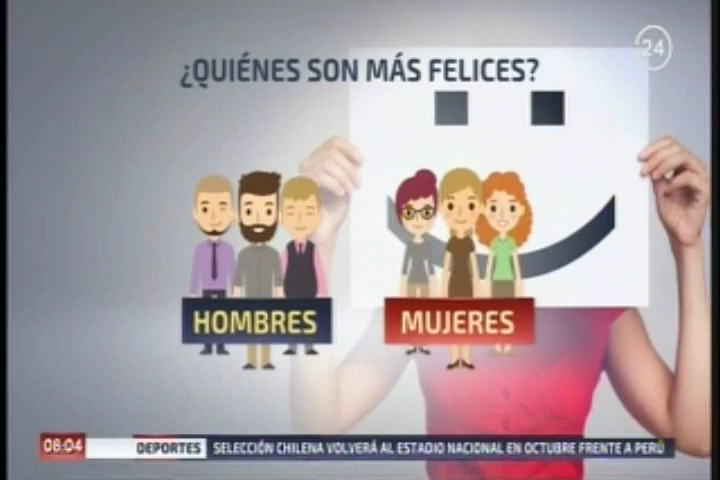 24
¿QUIÉNES SON MÁS FELICES?
HOMBRES
MUJERES
08:04
DEPORTES
SELECCIÓN CHILENA VOLVERÁ AL ESTADIO NACIONAL EN OCTUBRE FRENTE A PERÚ